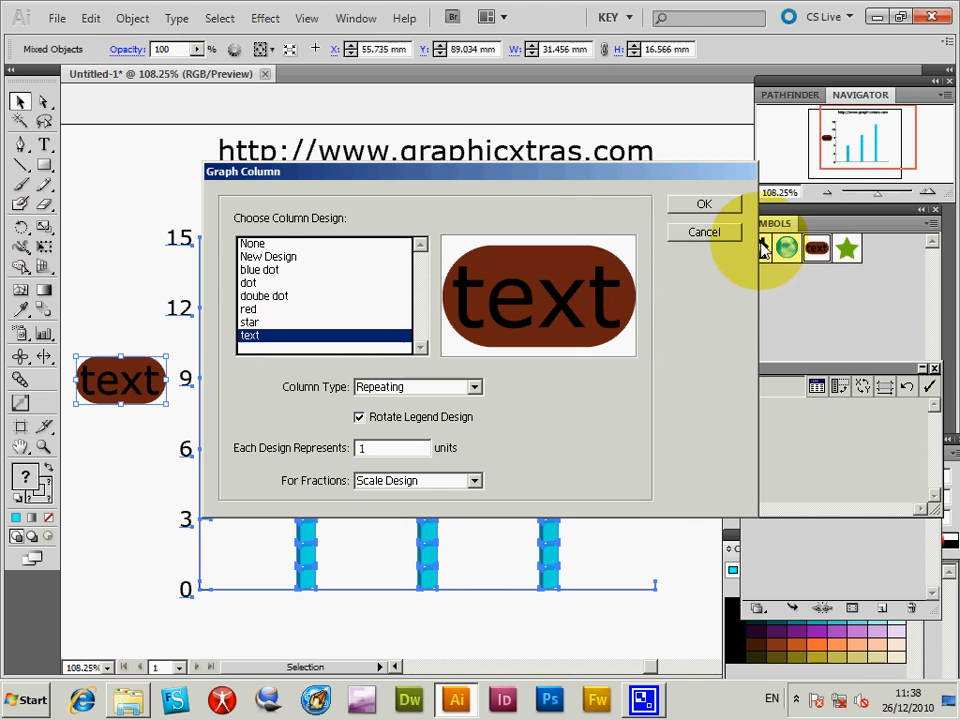 Ai File Edit Object Type Select Effect View Window Help Br KEY CS Live
Mixed Objects Opacity: 100 % X: 55.735 mm Y: 89.034 mm W: 31.456 mm H: 16.566 mm
Untitled-1* @ 108.25% (RGB/Preview)
PATHFINDER NAVIGATOR
http://www.graphicxtras.com
108.25%
MBOLS
text
Graph Column
Choose Column Design:
None
New Design
blue dot
dot
doube dot
red
star
text
text
OK
Cancel
Column Type: Repeating
Rotate Legend Design
Each Design Represents: 1 units
For Fractions: Scale Design
15
12
9
6
3
0
text
T
?
108.25% 1 Selection
Start Dw Ai Id Ps Fw EN 11:38
26/12/2010